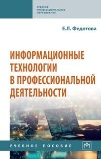 Е.Л. Федотова
ИНФОРМАЦИОННЫЕ
ТЕХНОЛОГИИ
В ПРОФЕССИОНАЛЬНОЙ
ДЕЯТЕЛЬНОСТИ
УЧЕБНОЕ ПОСОБИЕ